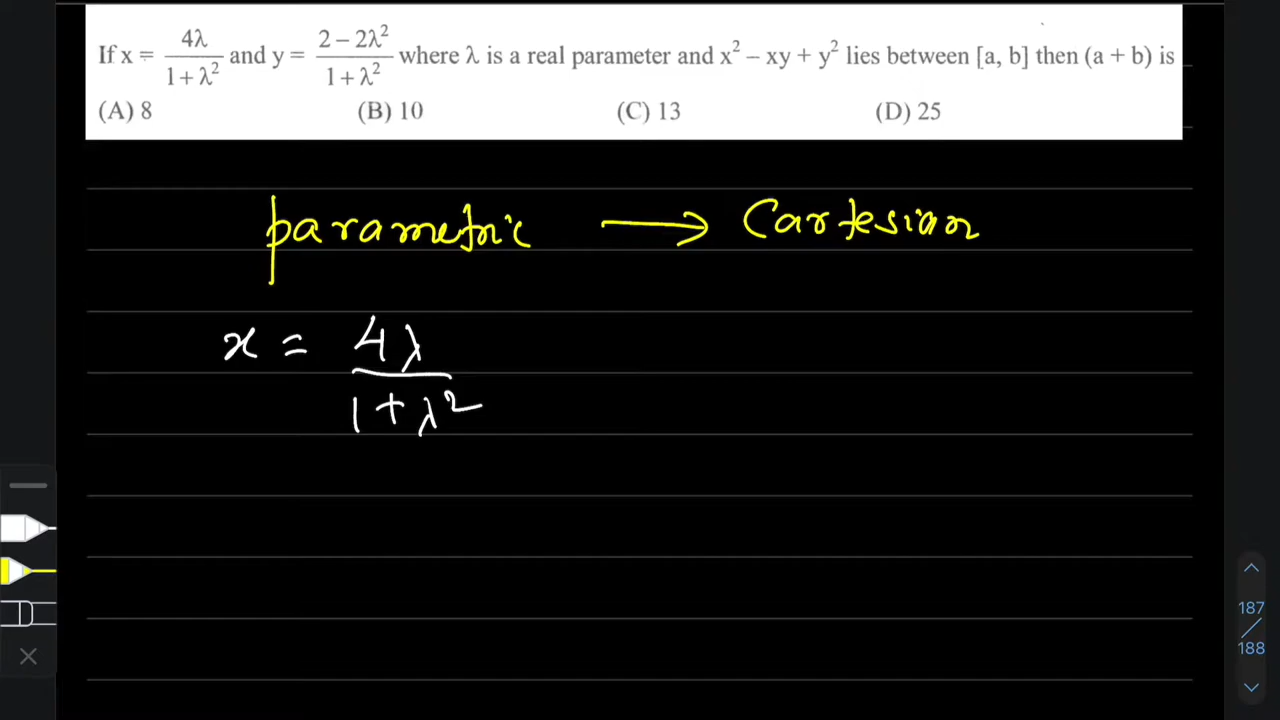 If x = 4λ / 1 + λ² and y = 2 − 2λ² / 1 + λ² where λ is a real parameter and x² − xy + y² lies between [a, b] then (a + b) is
(A) 8 (B) 10 (C) 13 (D) 25
parametric → Cartesian
x = 4λ / 1 + λ²
187
/
188